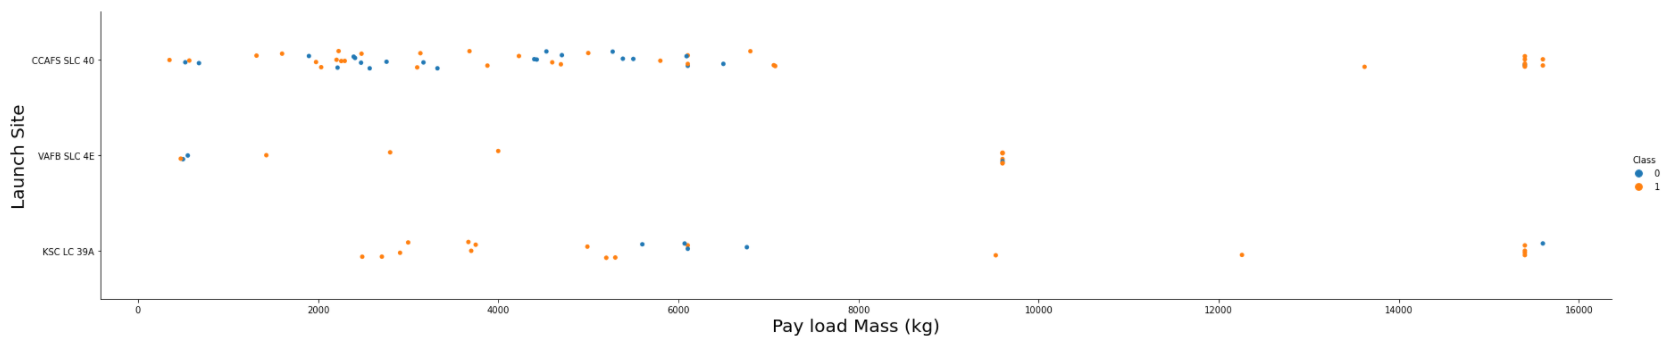 CCAFS SLC 40
VAFB SLC 4E
KSC LC 39A
Launch Site
0 2000 4000 6000 8000 10000 12000 14000 16000
Pay load Mass (kg)
Class
0
1